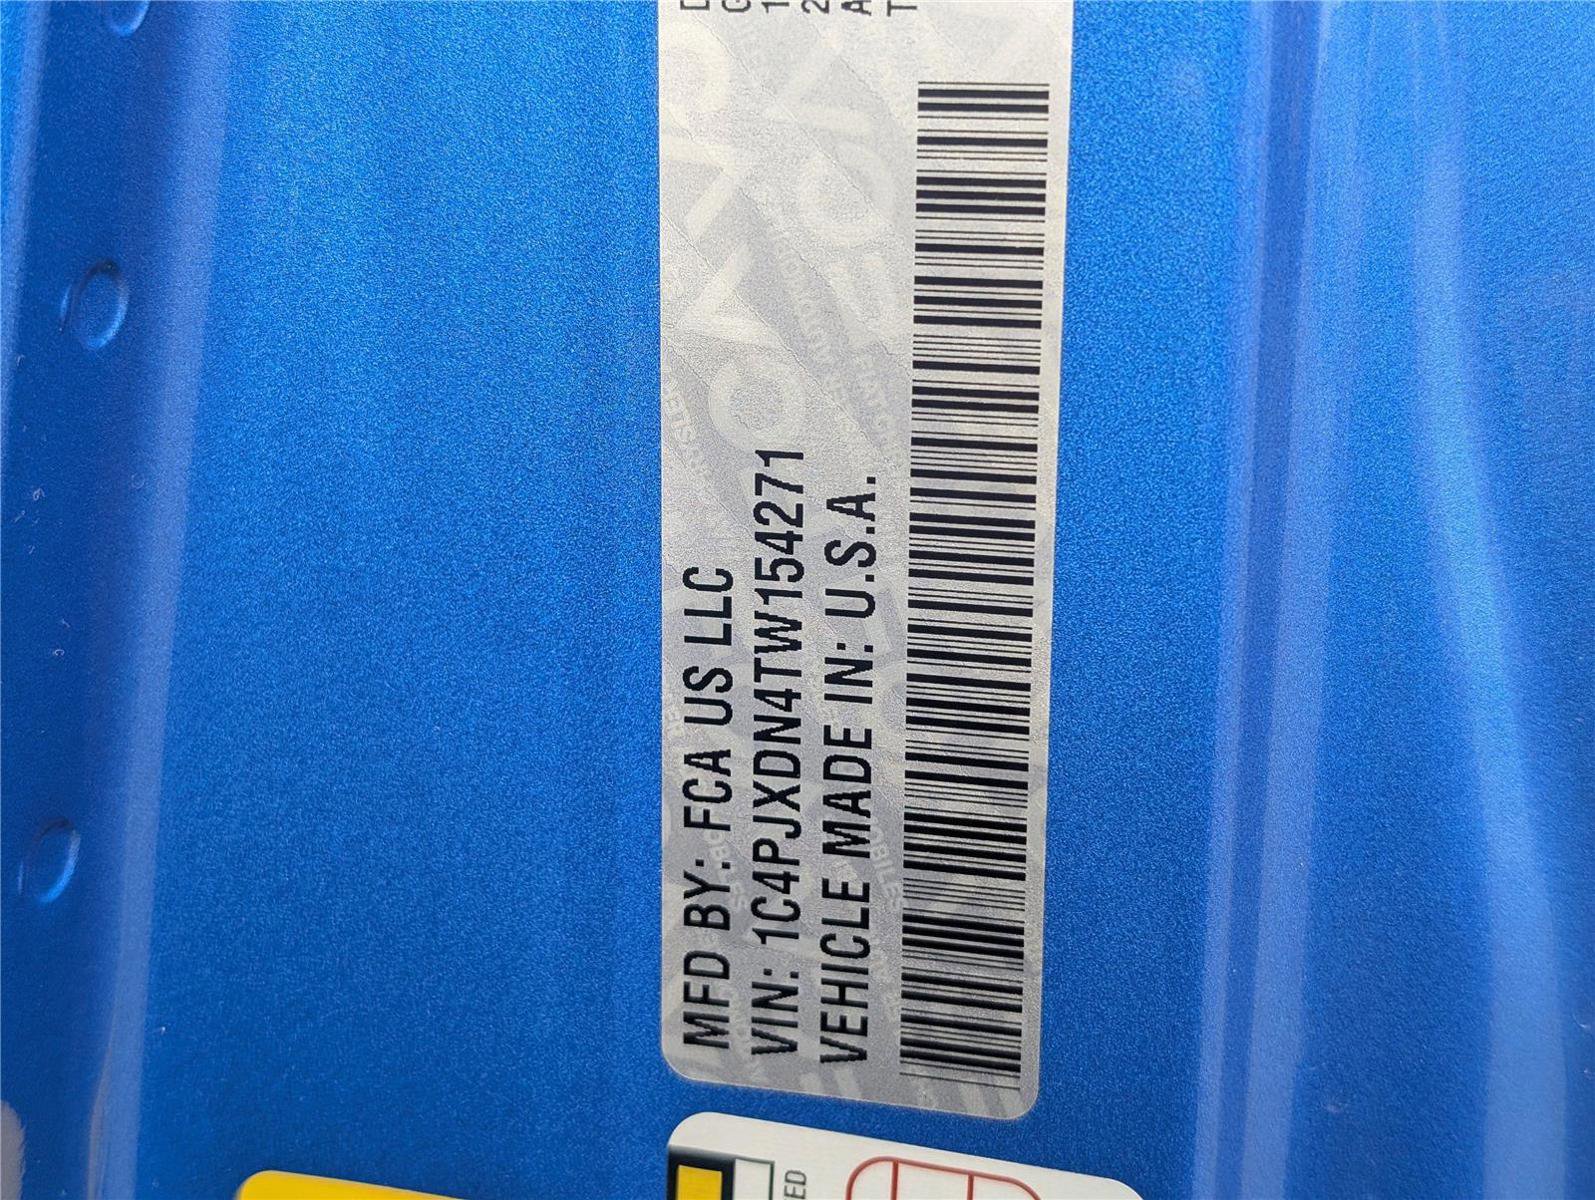 MFD BY: FCA US LLC
VIN: 1C4PJXDN4TW154271
VEHICLE MADE IN: U.S.A.